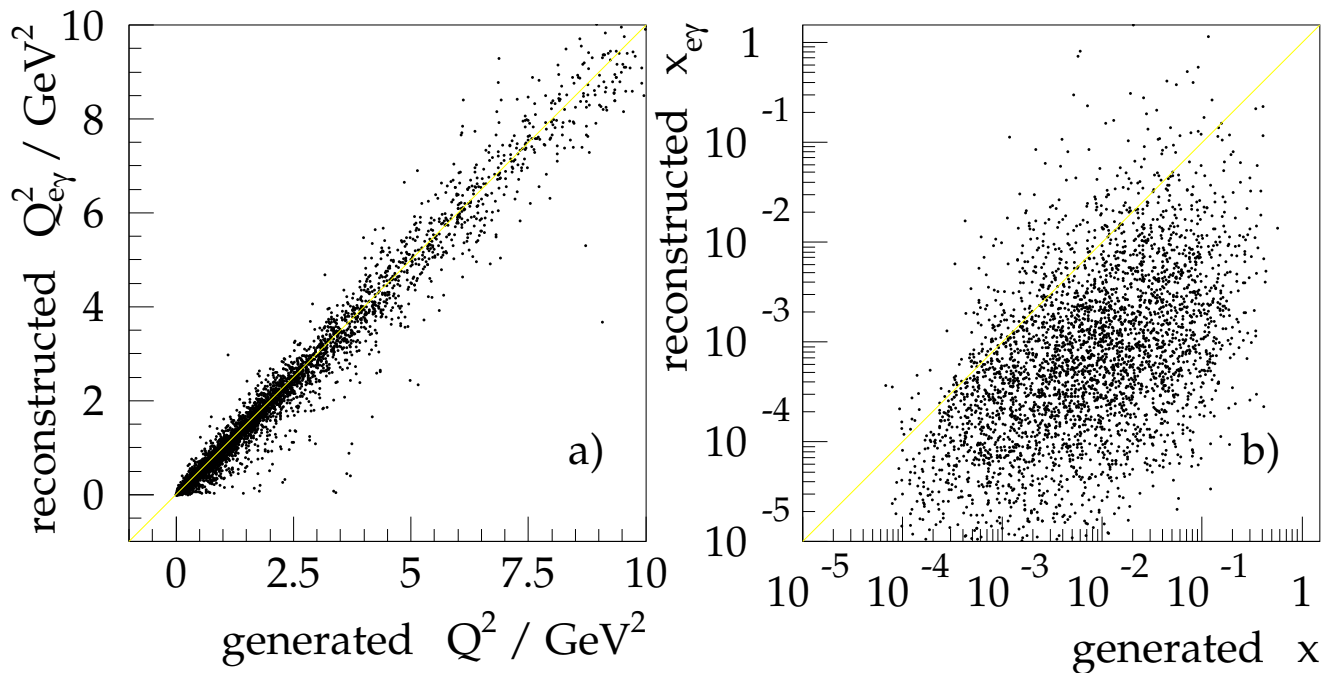 reconstructed Q²eγ / GeV²
10
8
6
4
2
0
a)
0 2.5 5 7.5 10
generated Q² / GeV²
reconstructed xeγ
1
10⁻¹
10⁻²
10⁻³
10⁻⁴
10⁻⁵
b)
10⁻⁵ 10⁻⁴ 10⁻³ 10⁻² 10⁻¹ 1
generated x